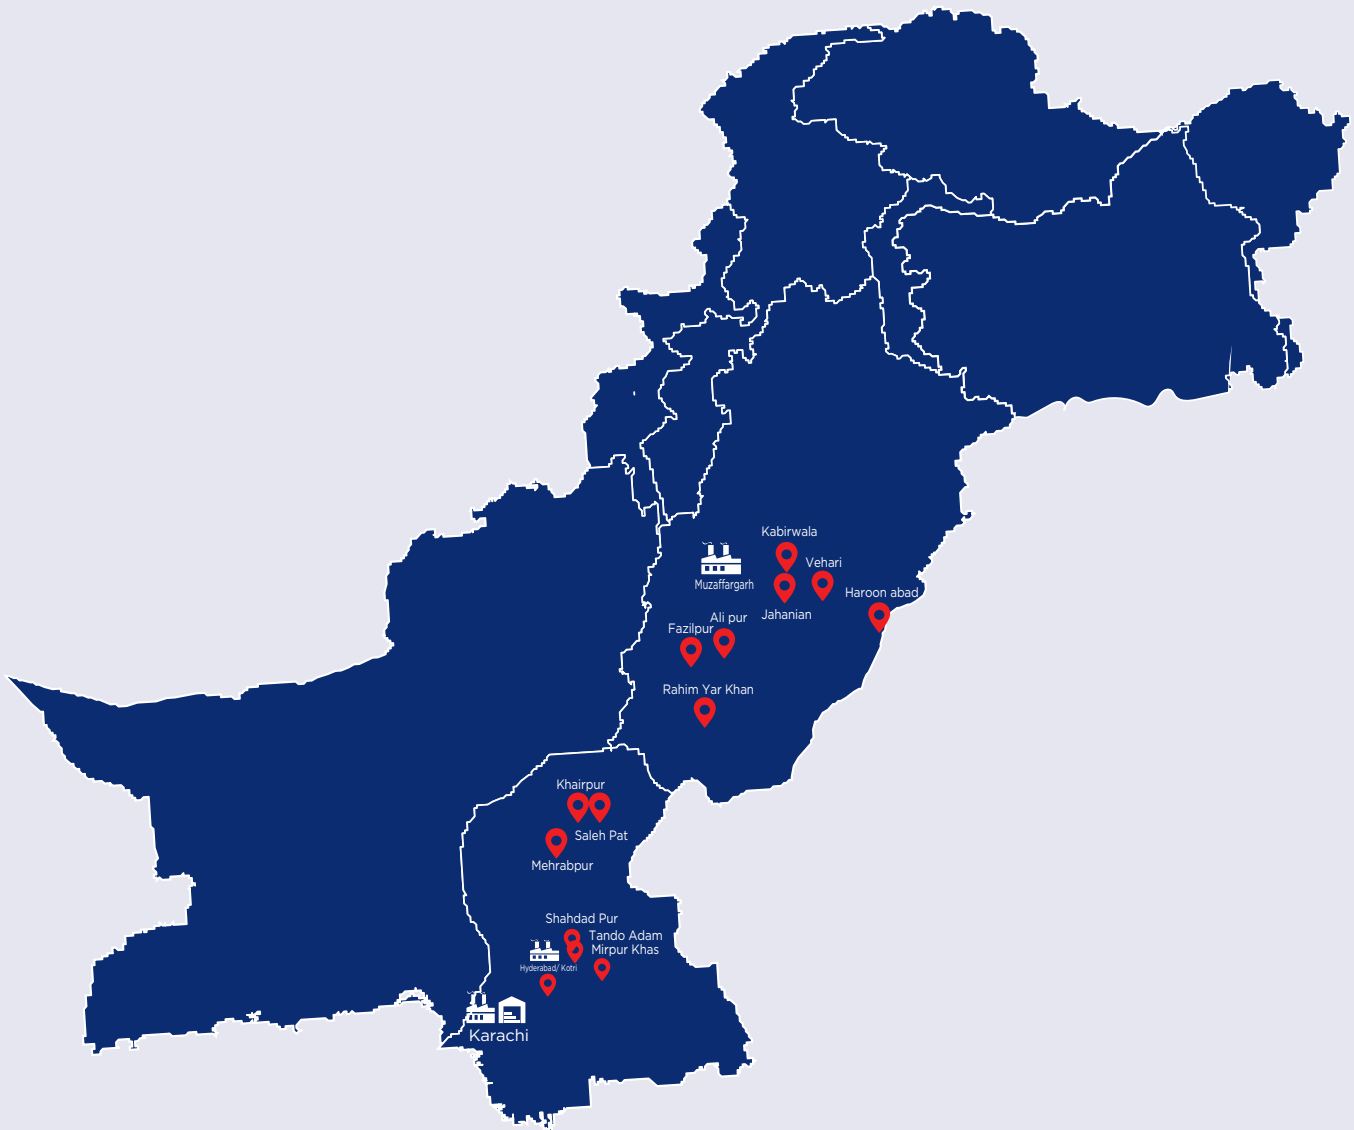 Kabirwala
Vehari
Muzaffargarh
Haroon abad
Jahanian
Ali pur
Fazilpur
Rahim Yar Khan
Khairpur
Saleh Pat
Mehrabpur
Shahdad Pur
Tando Adam
Mirpur Khas
Hyderabad/ Kotri
Karachi